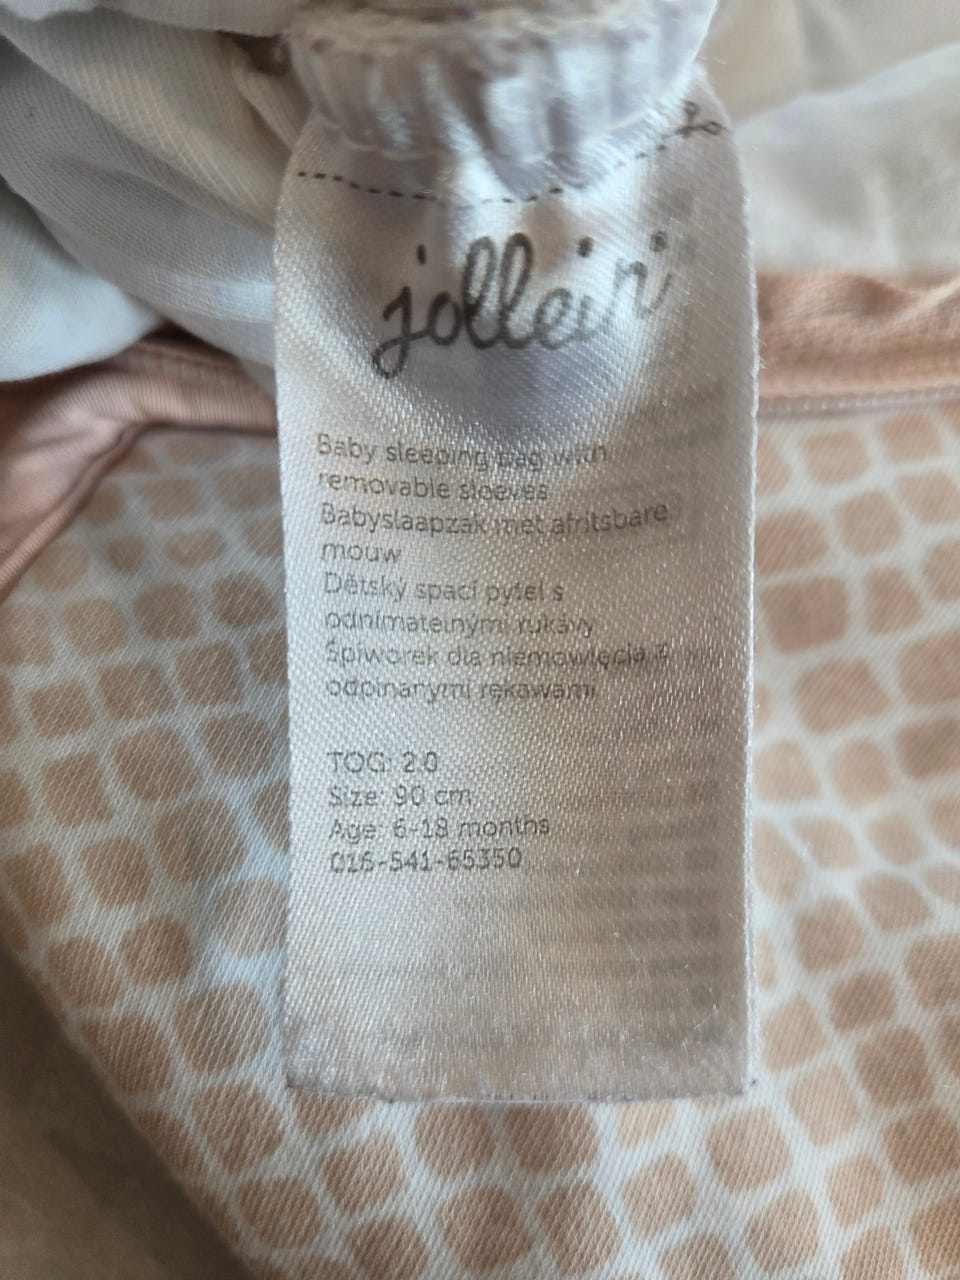 jollein®
Baby sleeping bag with
removable sleeves
Babyslaapzak met afritsbare
mouw
Dětský spací pytel s
odnímatelnými rukávy
Śpiworek dla niemowlęcia z
odpinanymi rękawami
TOG: 2.0
Size: 90 cm
Age: 6-18 months
016-541-65350